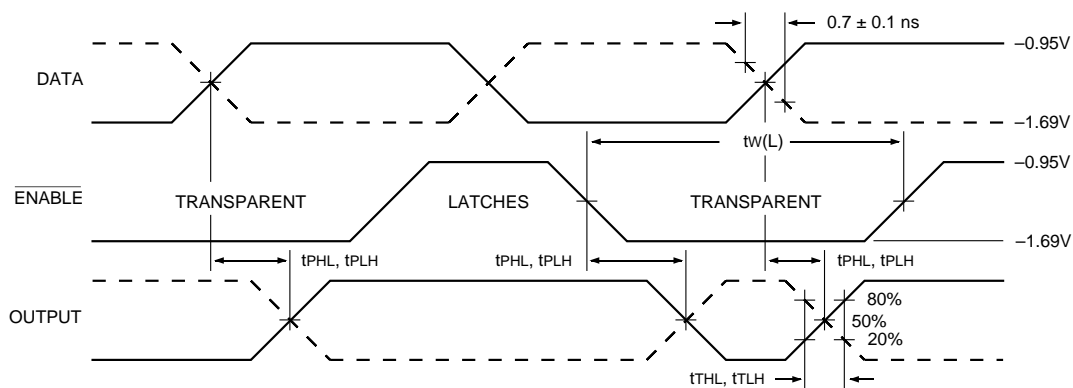 0.7 ± 0.1 ns
–0.95V
DATA
–1.69V
tW(L)
–0.95V
ENABLE
TRANSPARENT
LATCHES
TRANSPARENT
–1.69V
tPHL, tPLH
tPHL, tPLH
tPHL, tPLH
80%
OUTPUT
50%
20%
tTHL, tTLH